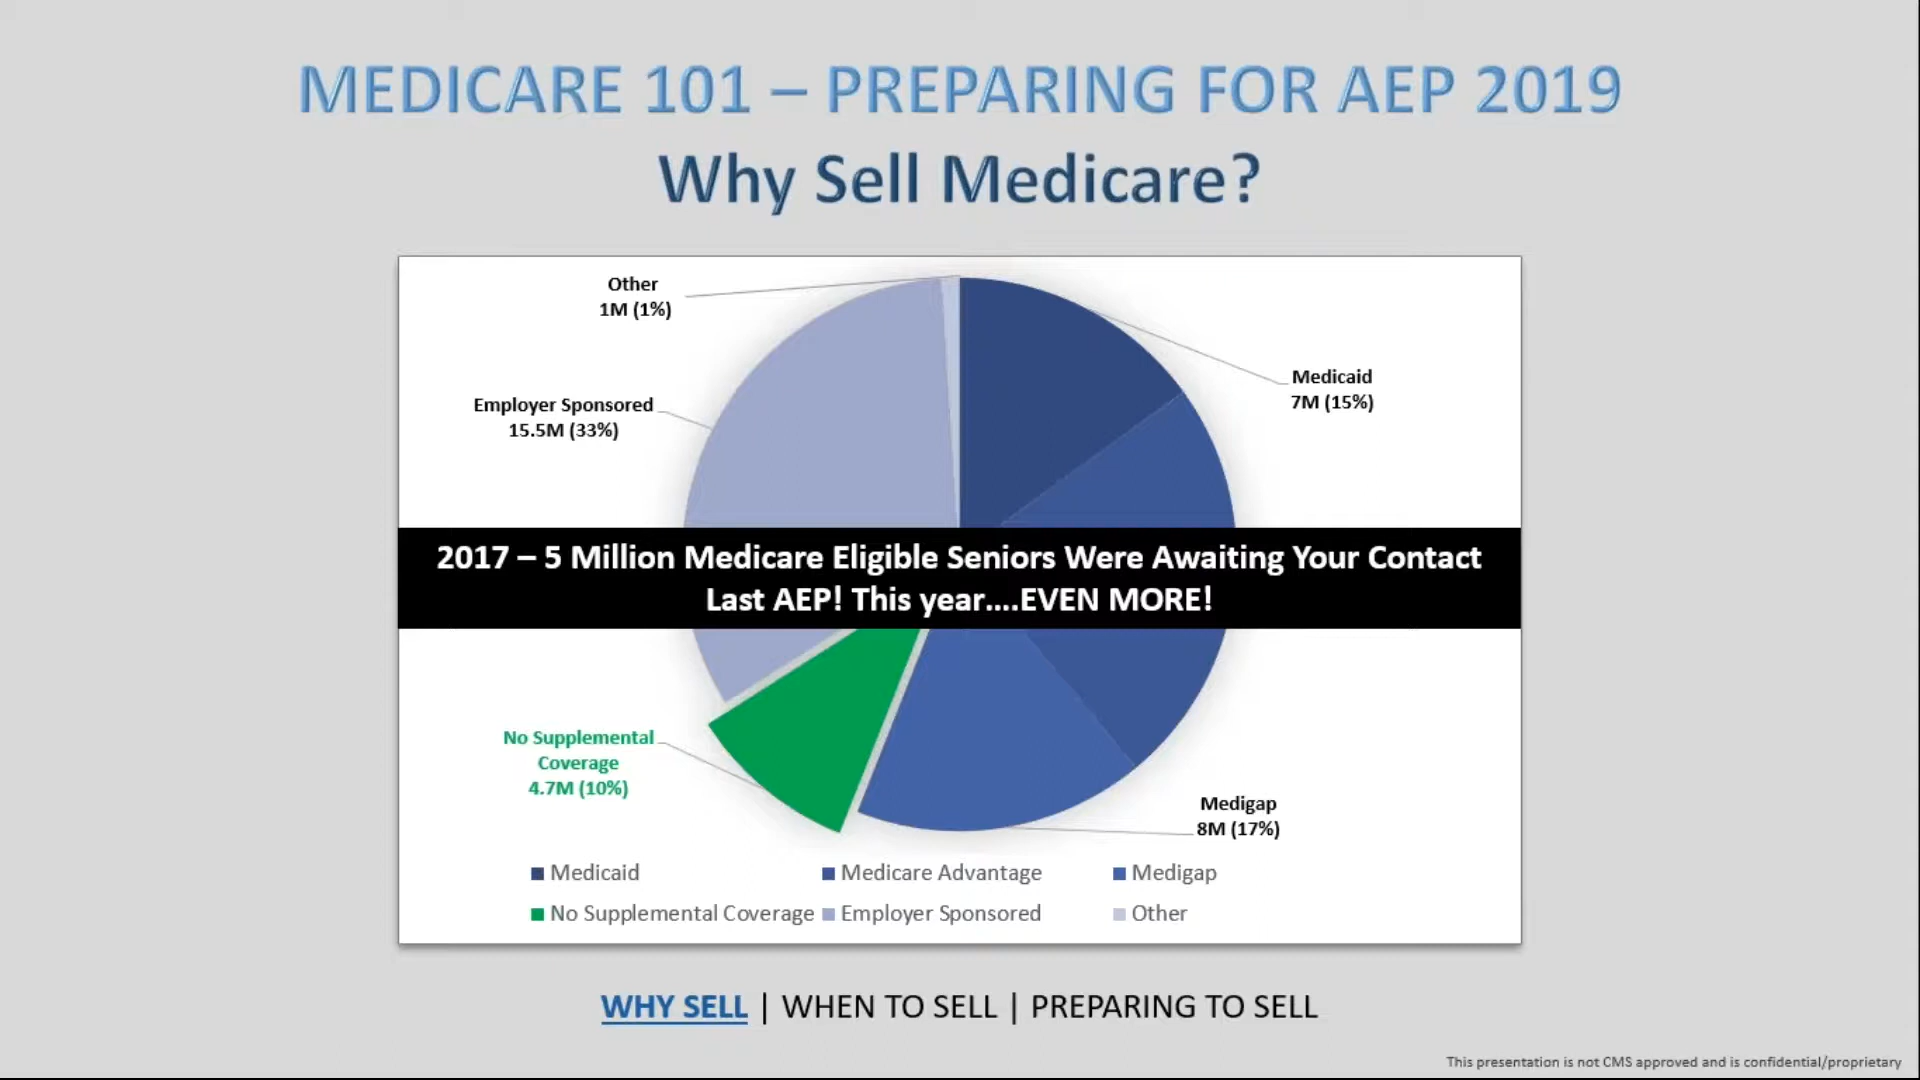 MEDICARE 101 – PREPARING FOR AEP 2019
Why Sell Medicare?
Other
1M (1%)
Medicaid
7M (15%)
Employer Sponsored
15.5M (33%)
2017 – 5 Million Medicare Eligible Seniors Were Awaiting Your Contact
Last AEP! This year....EVEN MORE!
No Supplemental
Coverage
4.7M (10%)
Medigap
8M (17%)
Medicaid
Medicare Advantage
Medigap
No Supplemental Coverage
Employer Sponsored
Other
WHY SELL | WHEN TO SELL | PREPARING TO SELL
This presentation is not CMS approved and is confidential/proprietary